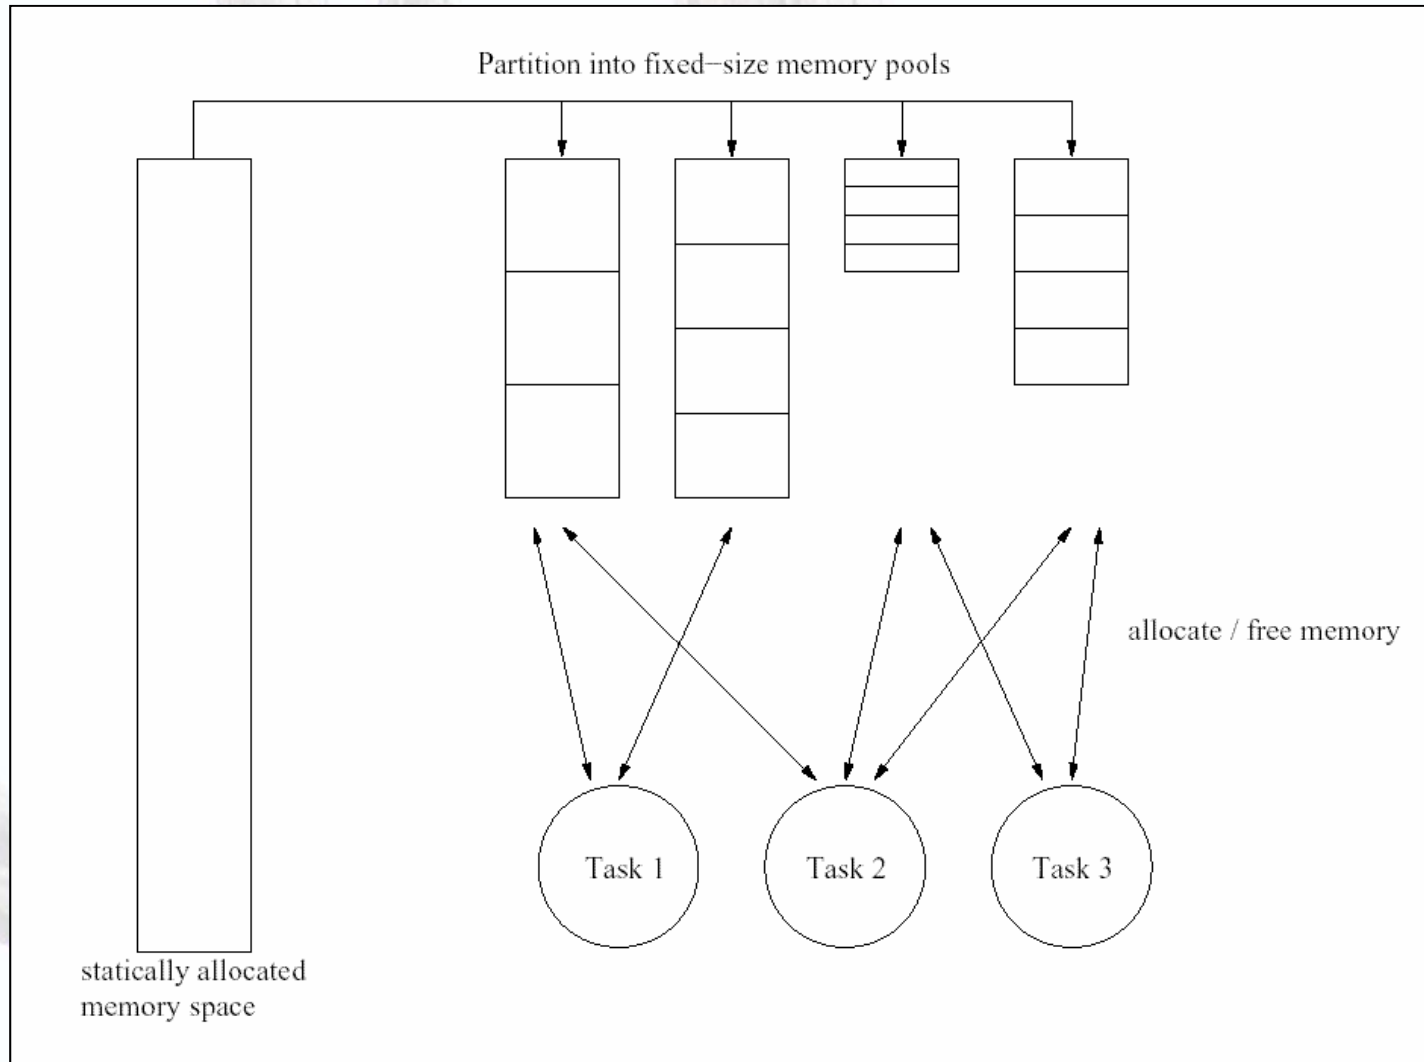 Partition into fixed−size memory pools
allocate / free memory
Task 1
Task 2
Task 3
statically allocated
memory space